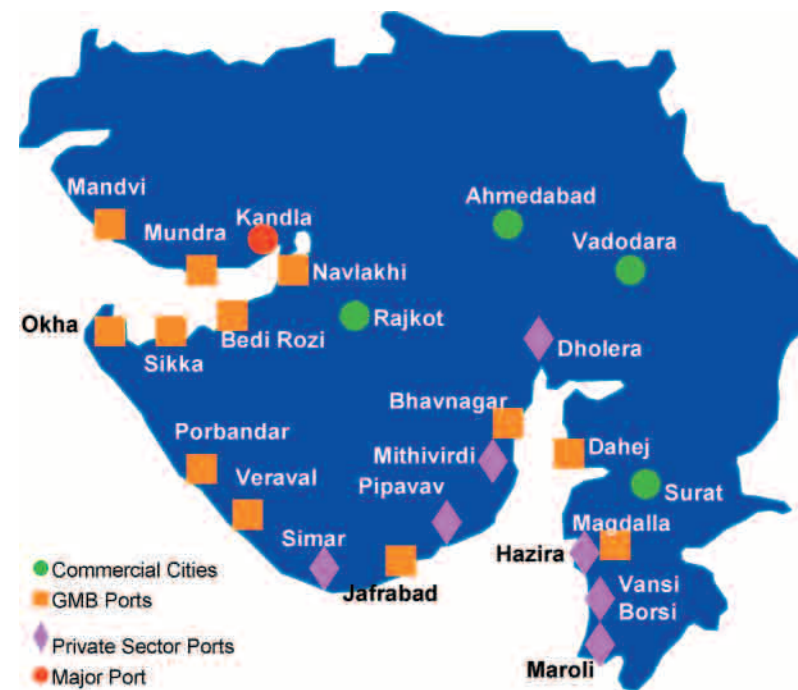 Mandvi
Ahmedabad
Kandla
Mundra
Vadodara
Navlakhi
Okha
Rajkot
Bedi Rozi
Sikka
Dholera
Bhavnagar
Porbandar
Mithivirdi
Dahej
Veraval
Pipavav
Surat
Magdalla
Simar
Hazira
Commercial Cities
Jafrabad
Vansi
Borsi
GMB Ports
Private Sector Ports
Maroli
Major Port